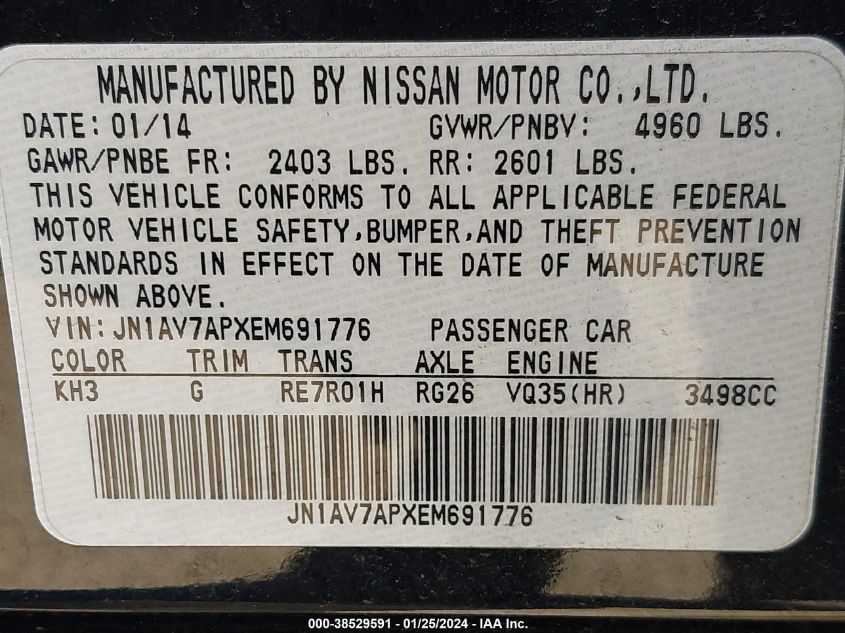 MANUFACTURED BY NISSAN MOTOR CO.,LTD.
DATE: 01/14 GVWR/PNBV: 4960 LBS.
GAWR/PNBE FR: 2403 LBS. RR: 2601 LBS.
THIS VEHICLE CONFORMS TO ALL APPLICABLE FEDERAL
MOTOR VEHICLE SAFETY,BUMPER,AND THEFT PREVENTION
STANDARDS IN EFFECT ON THE DATE OF MANUFACTURE
SHOWN ABOVE.
VIN: JN1AV7APXEM691776 PASSENGER CAR
COLOR TRIM TRANS AXLE ENGINE
KH3 G RE7R01H RG26 VQ35(HR) 3498CC
JN1AV7APXEM691776
000-38529591 - 01/25/2024 - IAA Inc.